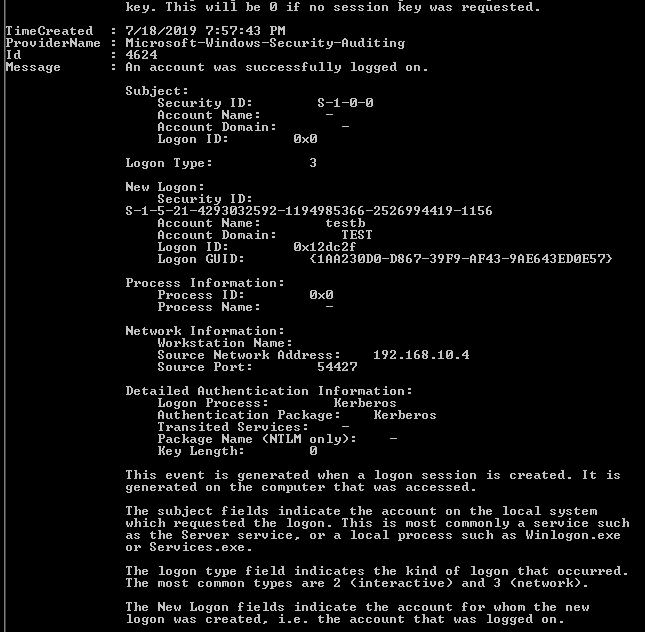 key. This will be 0 if no session key was requested.
TimeCreated : 7/18/2019 7:57:43 PM
ProviderName : Microsoft-Windows-Security-Auditing
Id : 4624
Message : An account was successfully logged on.
Subject:
Security ID: S-1-0-0
Account Name: -
Account Domain: -
Logon ID: 0x0
Logon Type: 3
New Logon:
Security ID:
S-1-5-21-4293032592-1194985366-2526994419-1156
Account Name: testb
Account Domain: TEST
Logon ID: 0x12dc2f
Logon GUID: {1AA230D0-D867-39F9-AF43-9AE643ED0E57}
Process Information:
Process ID: 0x0
Process Name: -
Network Information:
Workstation Name:
Source Network Address: 192.168.10.4
Source Port: 54427
Detailed Authentication Information:
Logon Process: Kerberos
Authentication Package: Kerberos
Transited Services: -
Package Name (NTLM only): -
Key Length: 0
This event is generated when a logon session is created. It is
generated on the computer that was accessed.
The subject fields indicate the account on the local system
which requested the logon. This is most commonly a service such
as the Server service, or a local process such as Winlogon.exe
or Services.exe.
The logon type field indicates the kind of logon that occurred.
The most common types are 2 (interactive) and 3 (network).
The New Logon fields indicate the account for whom the new
logon was created, i.e. the account that was logged on.